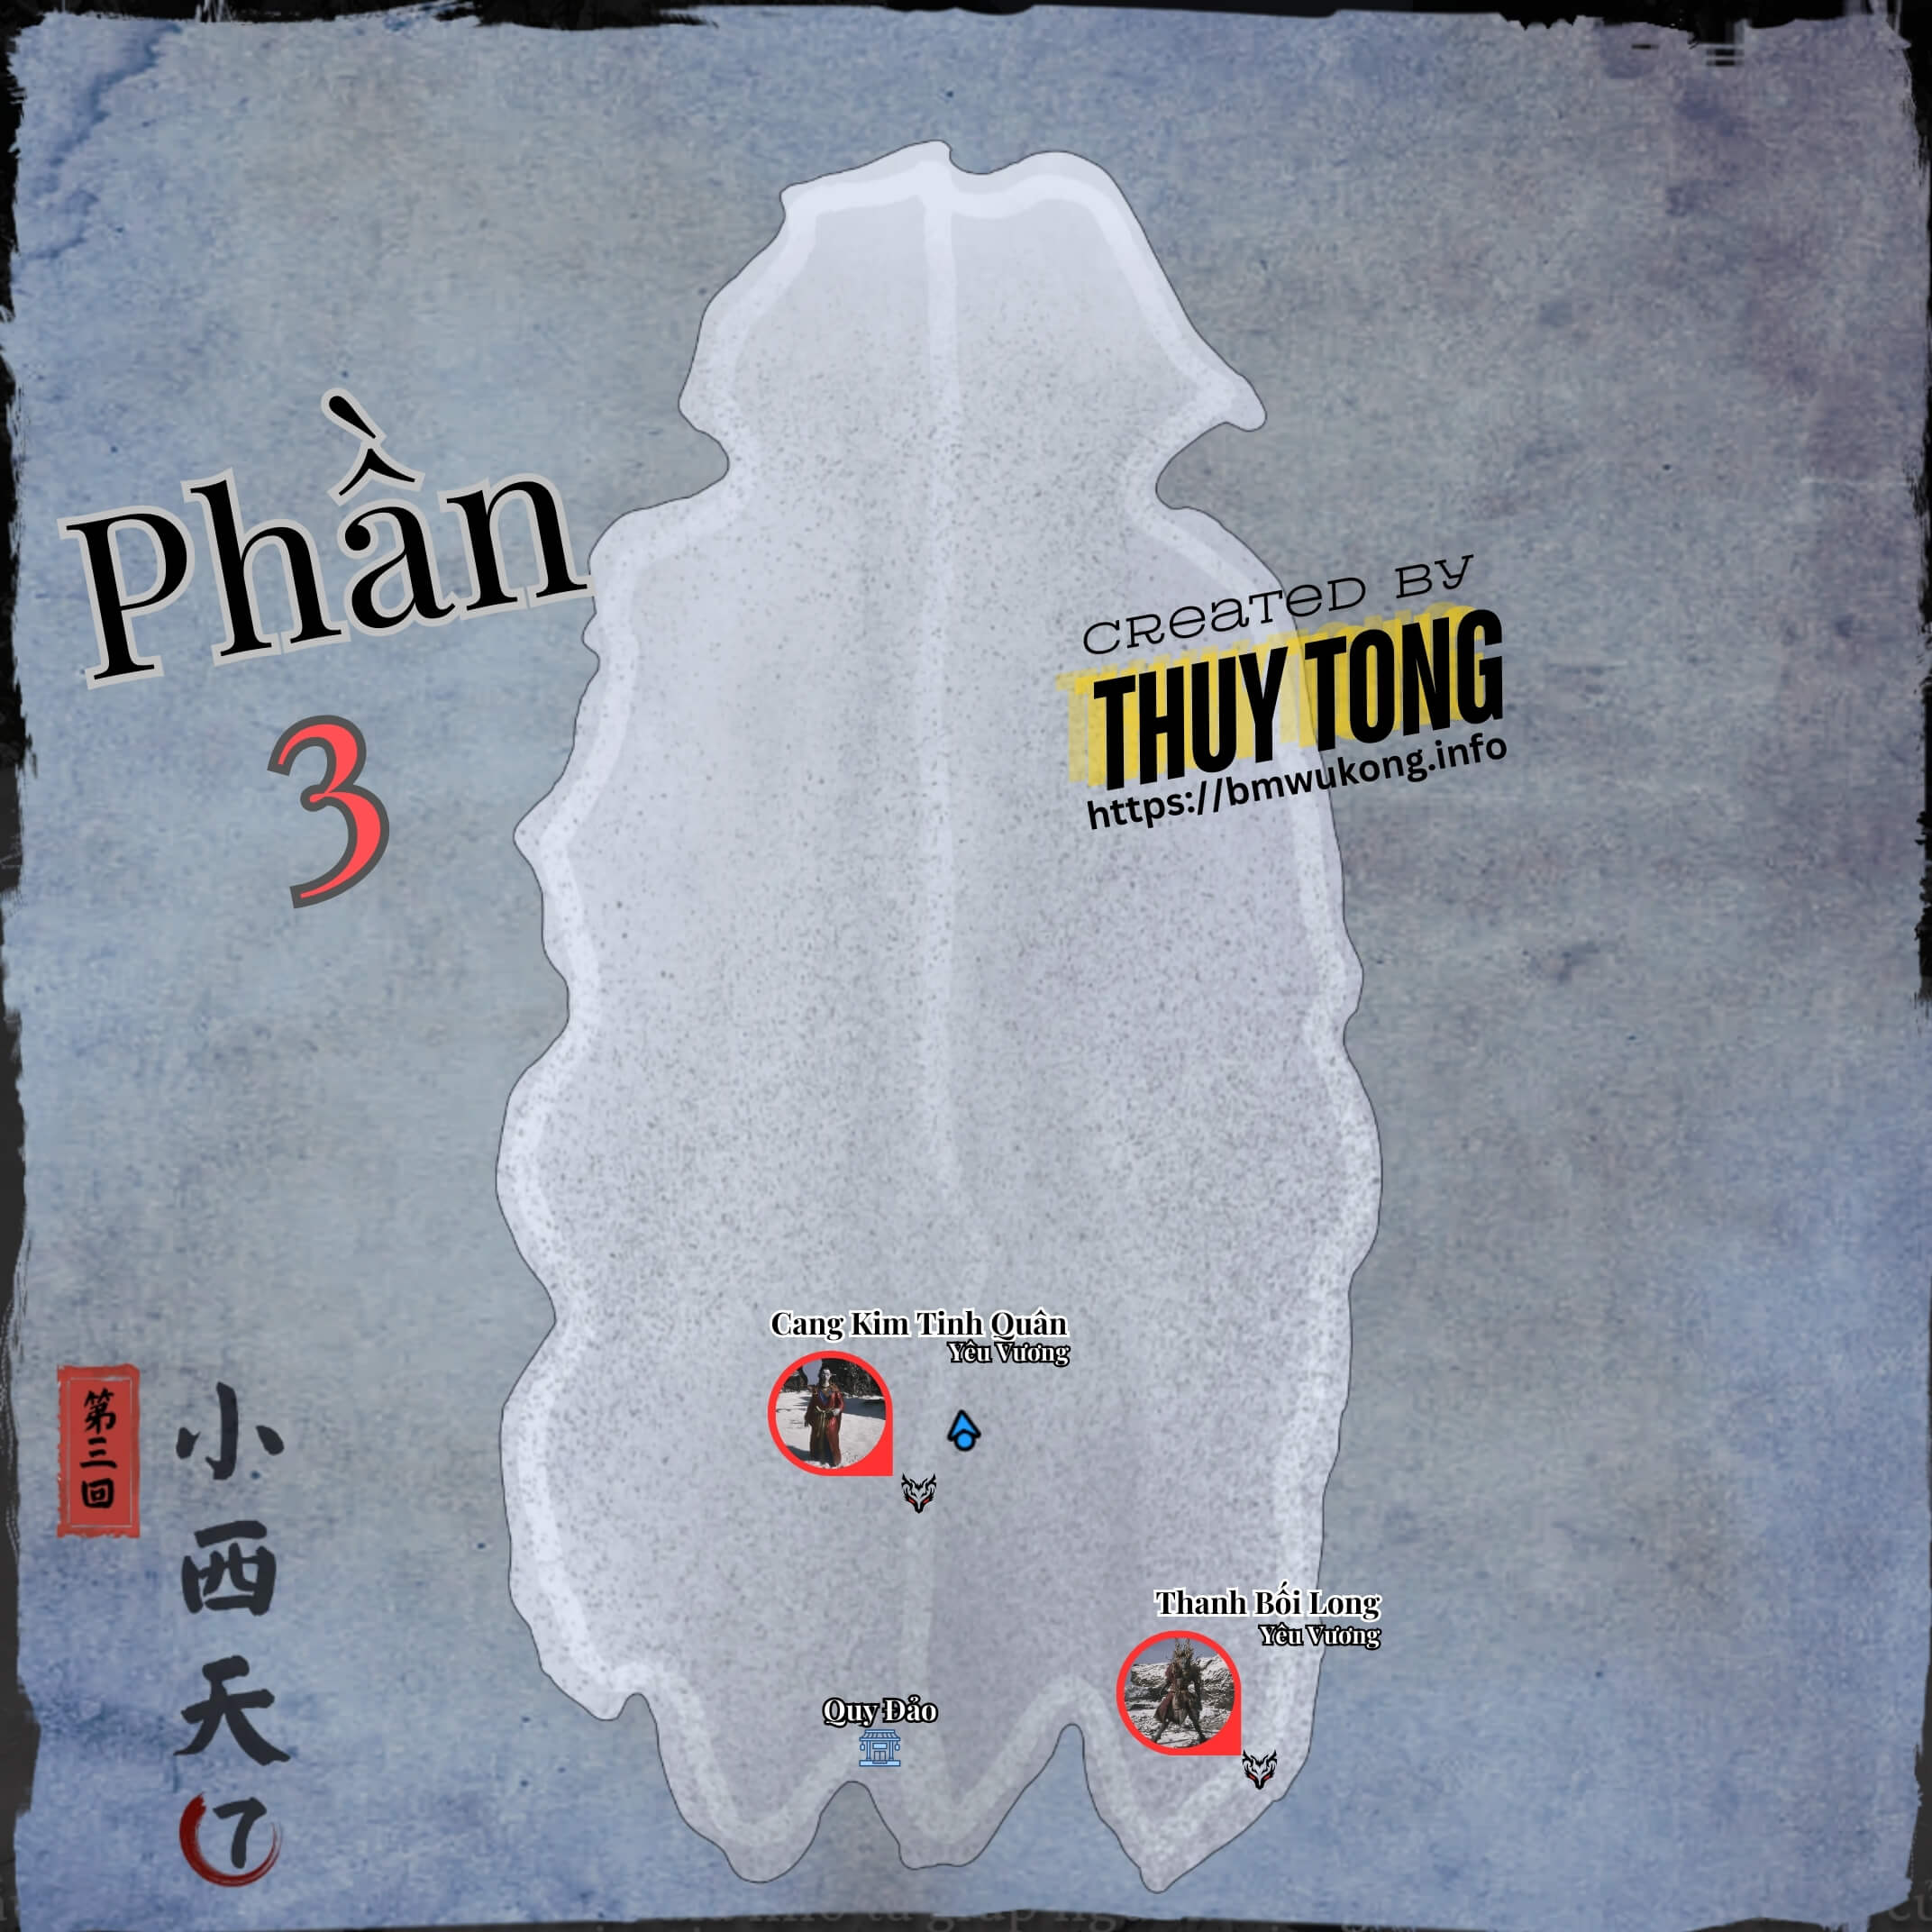 Phần
3
CREATED BY
THUY TONG
https://bmwukong.info
Cang Kim Tinh Quân
Yêu Vương
Thanh Bối Long
Yêu Vương
Quy Đảo
第三回
小西天
7